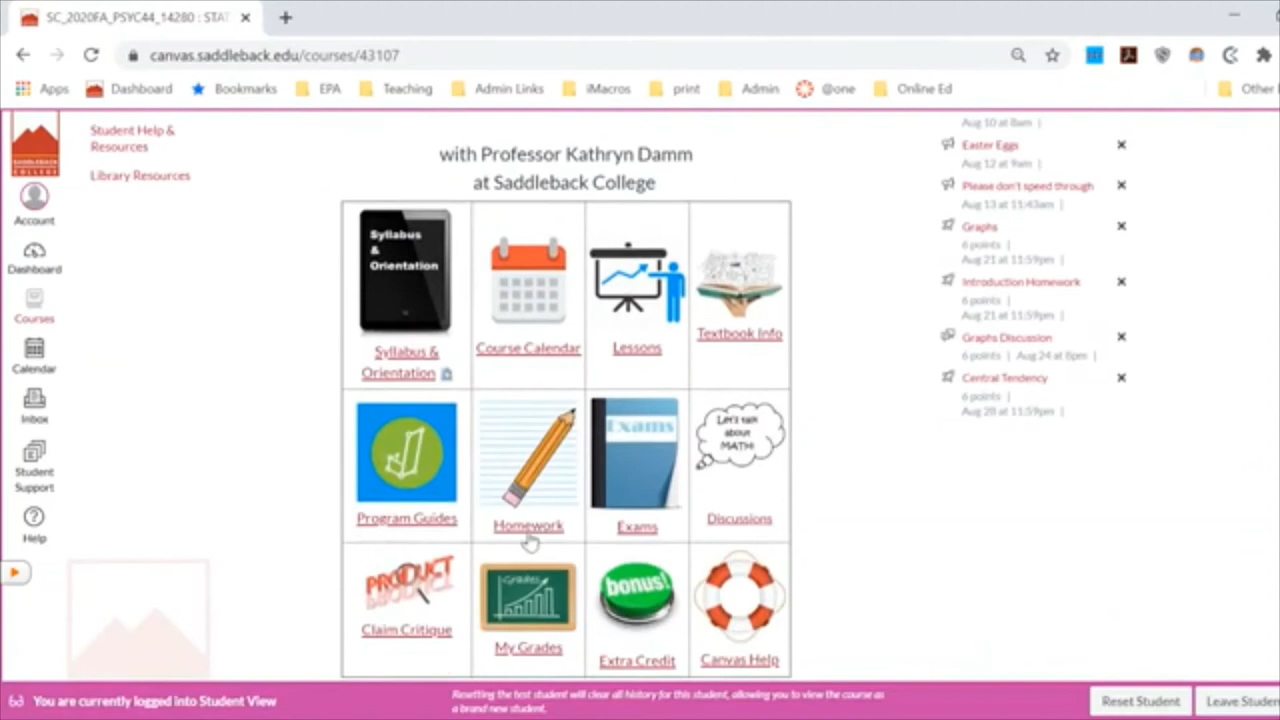 SC_2020FA_PSYC44_14280 : STAT
canvas.saddleback.edu/courses/43107
Apps Dashboard Bookmarks EPA Teaching Admin Links iMacros print Admin @one Online Ed Other
SADDLEBACK
COLLEGE
Account
Dashboard
Courses
Calendar
Inbox
Student
Support
Help
Student Help &
Resources
Library Resources
with Professor Kathryn Damm
at Saddleback College
Syllabus
&
Orientation
Syllabus &
Orientation
Course Calendar
Lessons
Textbook Info
Program Guides
Homework
Exams
Exams
Let's talk
about
MATH!
Discussions
PRODUCT
Claim Critique
Grades
My Grades
bonus!
Extra Credit
Canvas Help
Aug 10 at 8am |
Easter Eggs
Aug 12 at 9am |
Please don't speed through
Aug 13 at 11:43am |
Graphs
6 points |
Aug 21 at 11:59pm |
Introduction Homework
6 points |
Aug 21 at 11:59pm |
Graphs Discussion
6 points | Aug 24 at 8pm |
Central Tendency
6 points |
Aug 28 at 11:59pm |
You are currently logged into Student View
Resetting the test student will clear all history for this student, allowing you to view the course as
a brand new student.
Reset Student
Leave Studen